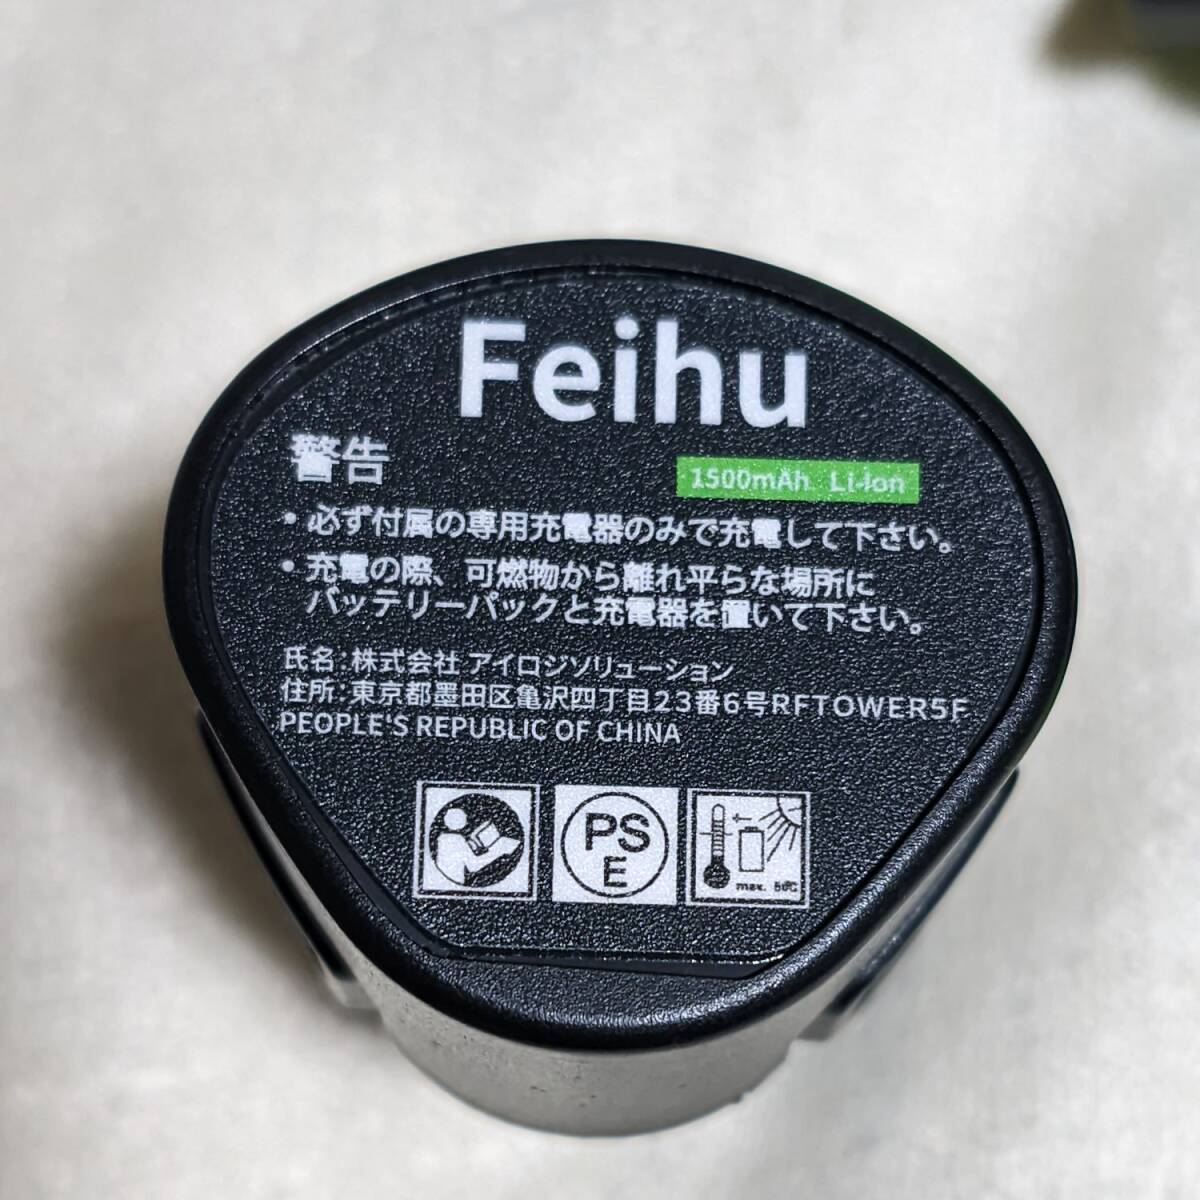 Feihu
警告
1500mAh Li-Ion
・必ず付属の専用充電器のみで充電して下さい。
・充電の際、可燃物から離れ平らな場所に
バッテリーパックと充電器を置いて下さい。
氏名:株式会社 アイロジソリューション
住所:東京都墨田区亀沢四丁目23番6号RFTOWER5F
PEOPLE'S REPUBLIC OF CHINA
PS
E
max. 50℃